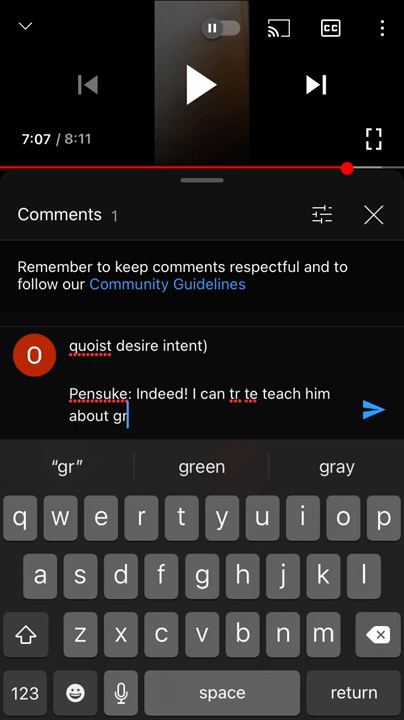 CC
7:07 / 8:11
Comments 1
Remember to keep comments respectful and to
follow our Community Guidelines
O
quoist desire intent)
Pensuke: Indeed! I can tr te teach him
about gr
“gr” green gray
q w e r t y u i o p
a s d f g h j k l
z x c v b n m
123 space return